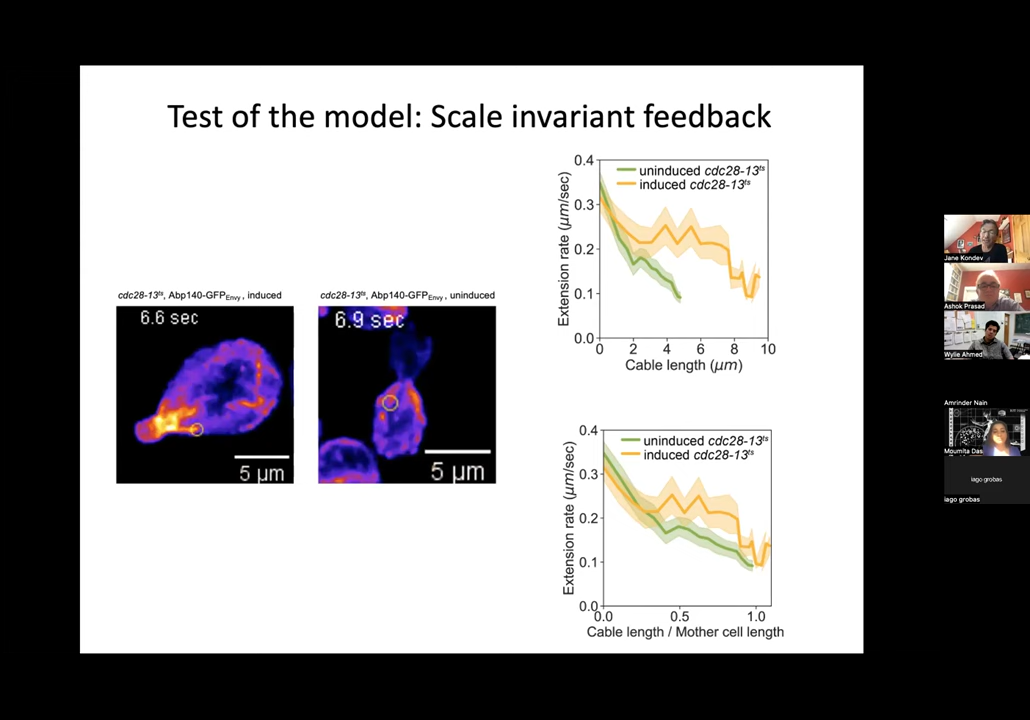 Test of the model: Scale invariant feedback
cdc28-13ts, Abp140-GFPEnvy, induced
6.6 sec
5 µm
cdc28-13ts, Abp140-GFPEnvy, uninduced
6.9 sec
5 µm
0.4
0.3
0.2
0.1
0.0
Extension rate (µm/sec)
uninduced cdc28-13ts
induced cdc28-13ts
0 2 4 6 8 10
Cable length (µm)
0.4
0.3
0.2
0.1
0.0
Extension rate (µm/sec)
uninduced cdc28-13ts
induced cdc28-13ts
0.0 0.5 1.0
Cable length / Mother cell length
Jane Kondev
Ashok Prasad
Wylie Ahmed
Amrinder Nain
Moumita Das
iago grobas
iago grobas